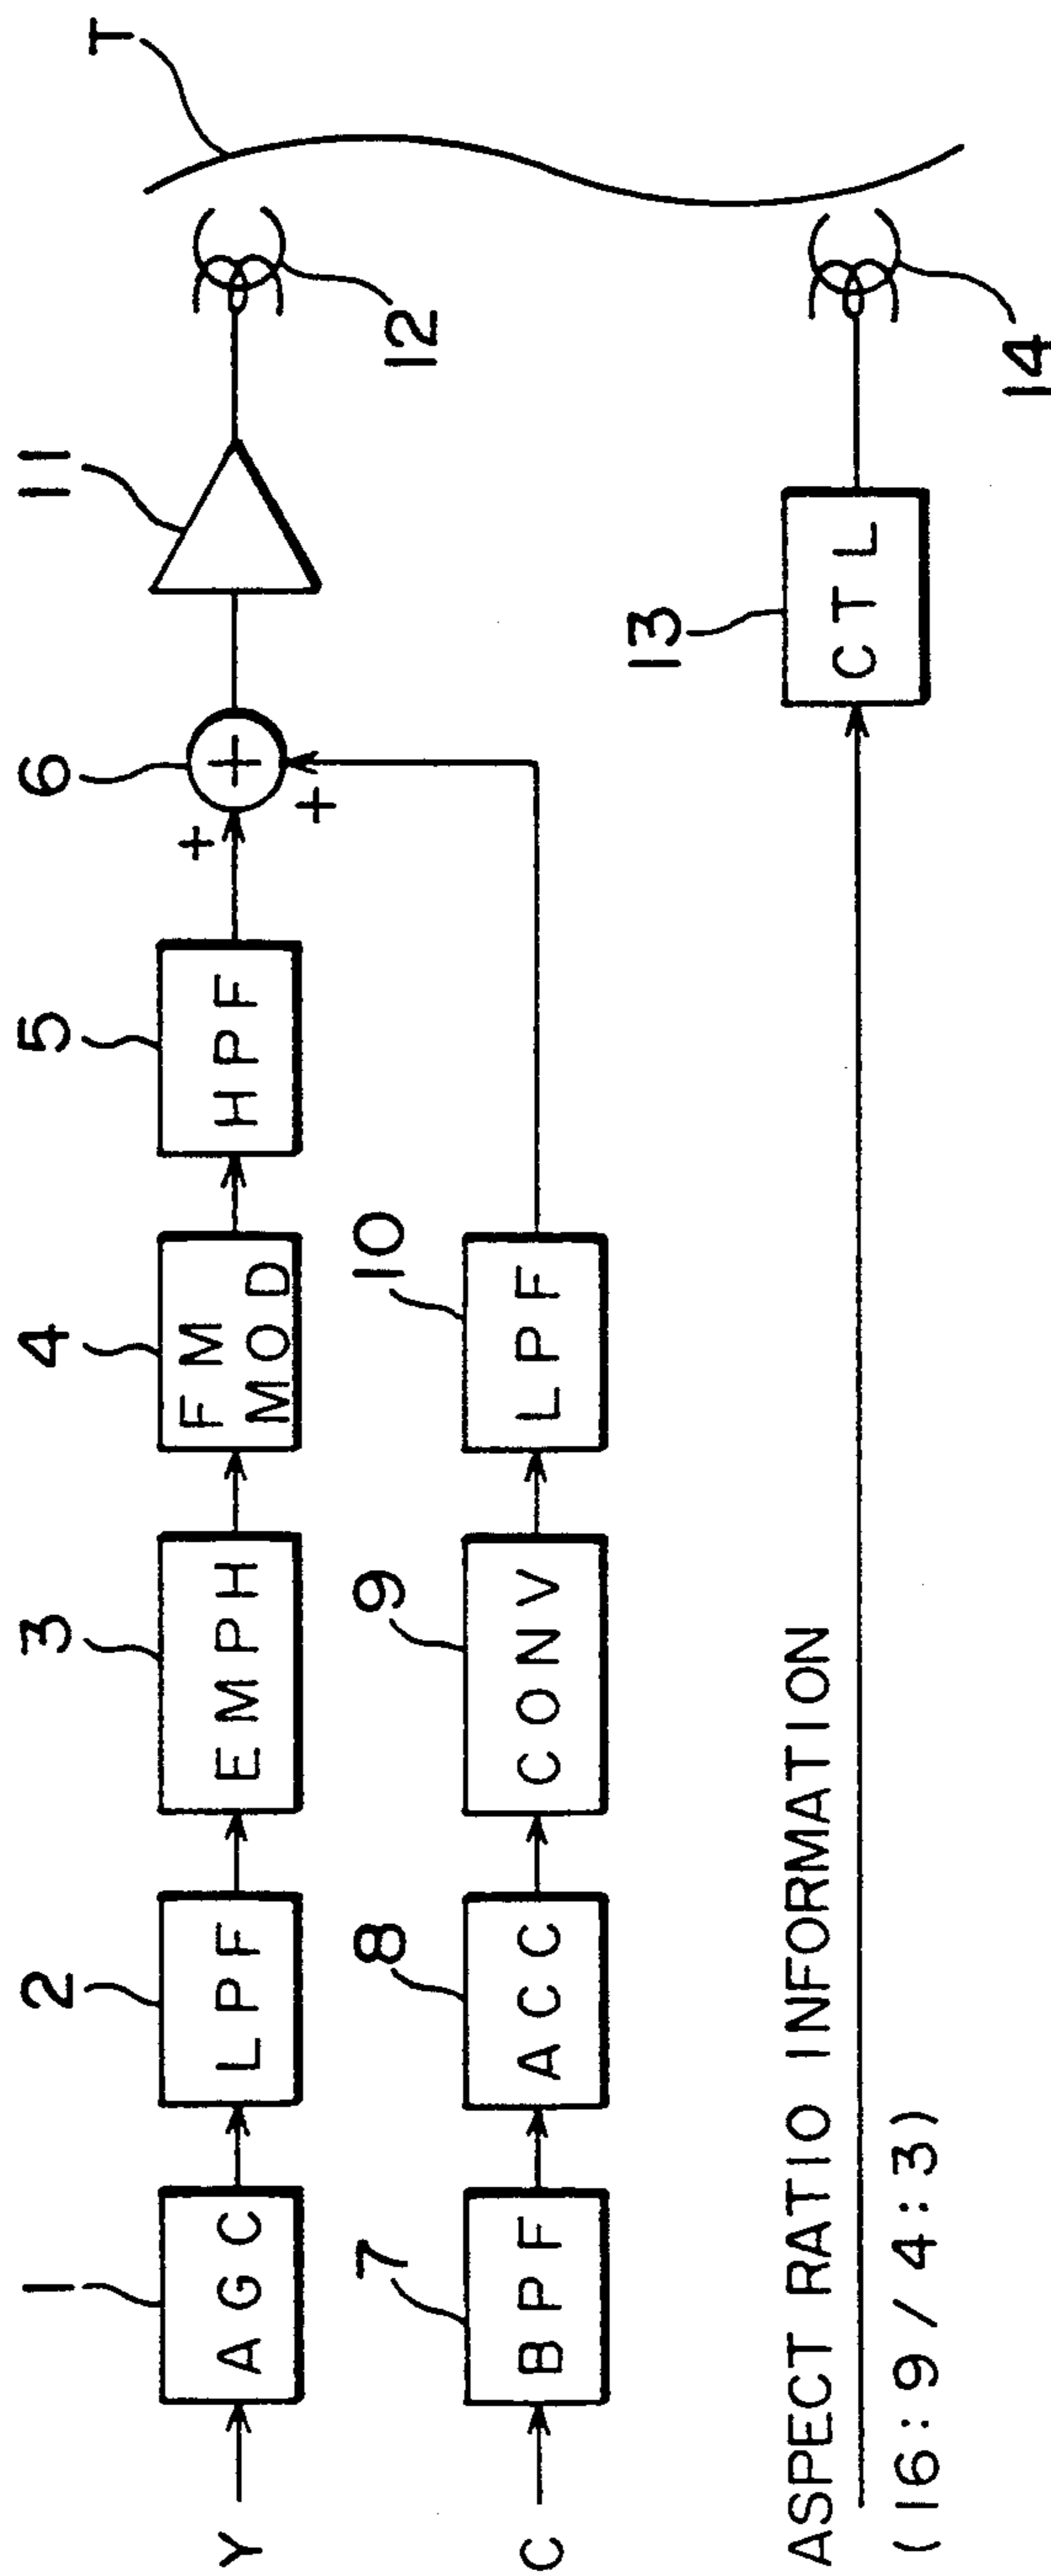 T
11
12
6
5
4
3
2
1
+
HPF
FM
MOD
EMPH
LPF
AGC
Y
+
+
10
9
8
7
LPF
CONV
ACC
BPF
C
13
14
CTL
ASPECT RATIO INFORMATION
(16:9/4:3)